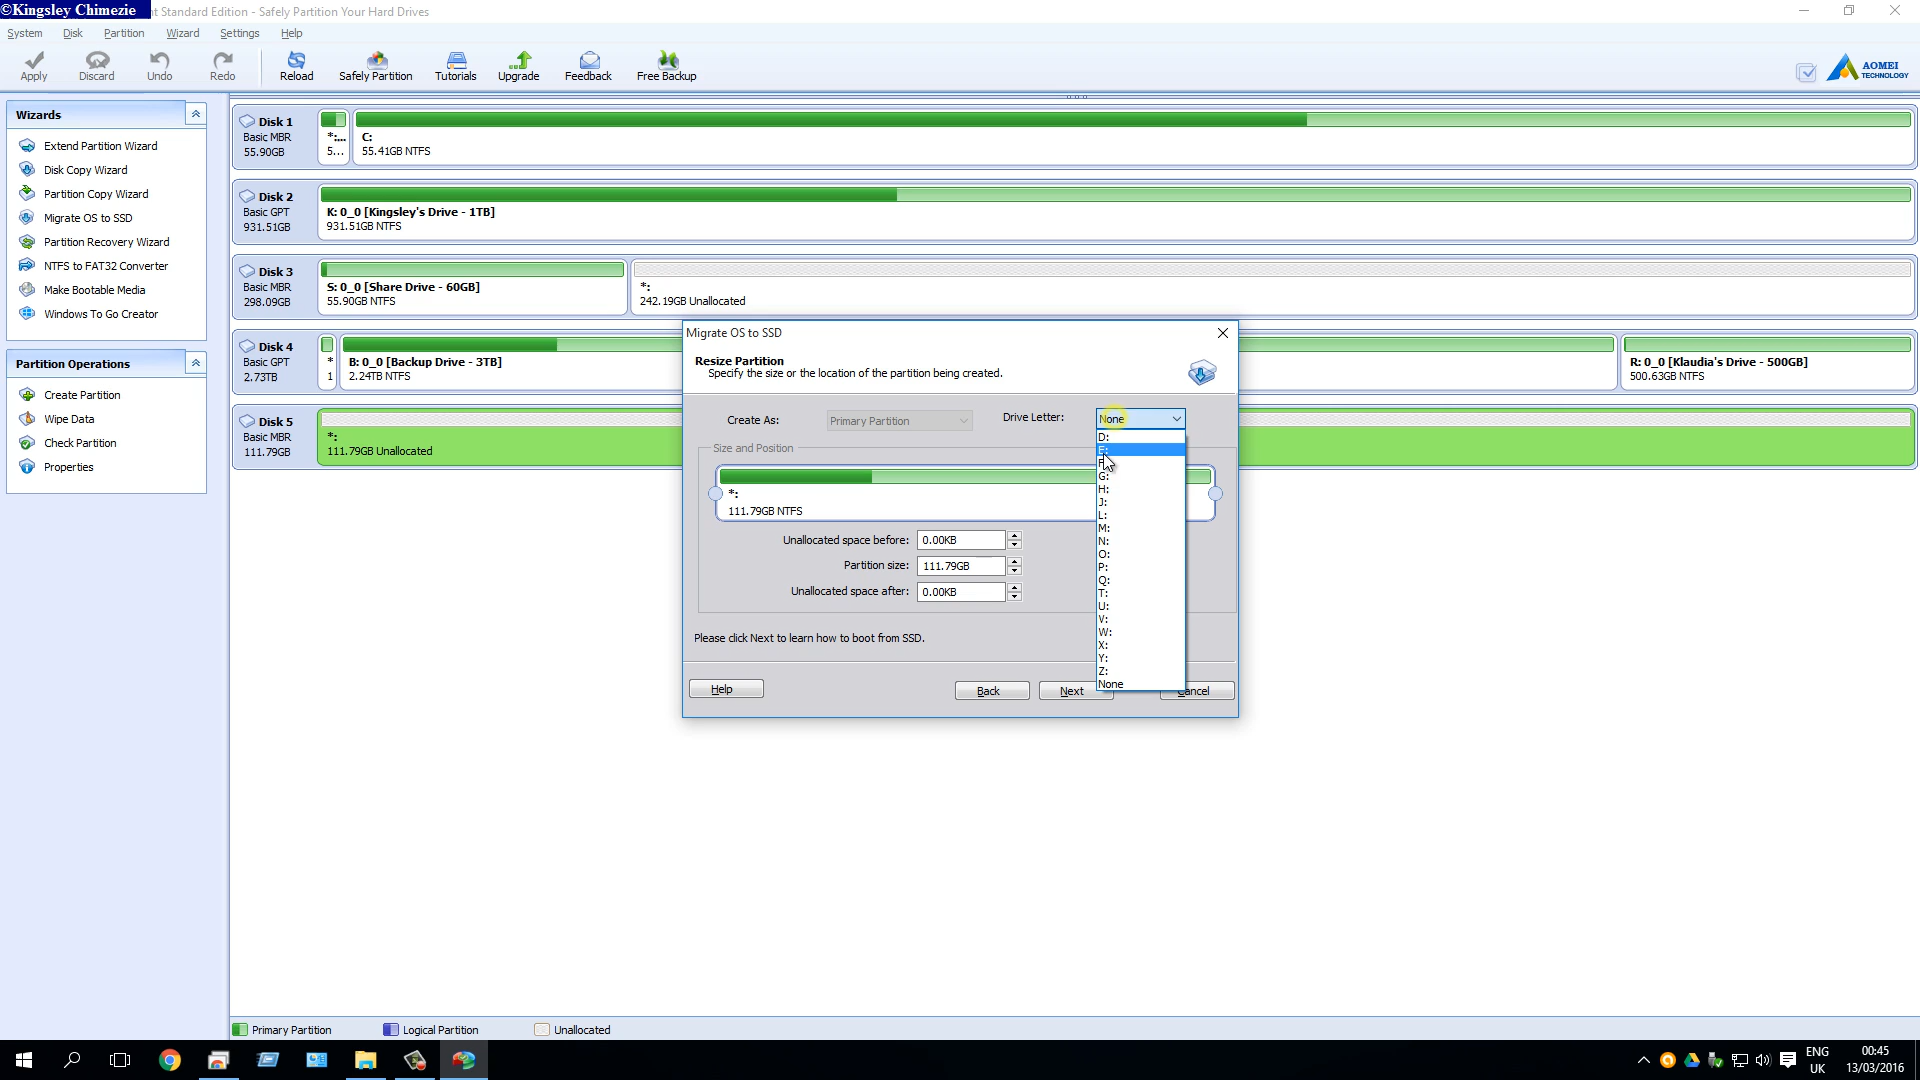 ©Kingsley Chimezie nt Standard Edition - Safely Partition Your Hard Drives
System Disk Partition Wizard Settings Help
Apply Discard Undo Redo Reload Safely Partition Tutorials Upgrade Feedback Free Backup
AOMEI
TECHNOLOGY
Wizards
Extend Partition Wizard
Disk Copy Wizard
Partition Copy Wizard
Migrate OS to SSD
Partition Recovery Wizard
NTFS to FAT32 Converter
Make Bootable Media
Windows To Go Creator
Partition Operations
Create Partition
Wipe Data
Check Partition
Properties
Disk 1
Basic MBR
55.90GB
*:...
5...
C:
55.41GB NTFS
Disk 2
Basic GPT
931.51GB
K: 0_0 [Kingsley's Drive - 1TB]
931.51GB NTFS
Disk 3
Basic MBR
298.09GB
S: 0_0 [Share Drive - 60GB]
55.90GB NTFS
*:
242.19GB Unallocated
Disk 4
Basic GPT
2.73TB
*
1
B: 0_0 [Backup Drive - 3TB]
2.24TB NTFS
R: 0_0 [Klaudia's Drive - 500GB]
500.63GB NTFS
Disk 5
Basic MBR
111.79GB
*:
111.79GB Unallocated
Migrate OS to SSD
Resize Partition
Specify the size or the location of the partition being created.
Create As: Primary Partition Drive Letter: None
D:
E:
F:
G:
H:
J:
L:
M:
N:
O:
P:
Q:
T:
U:
V:
W:
X:
Y:
Z:
None
Size and Position
*:
111.79GB NTFS
Unallocated space before: 0.00KB
Partition size: 111.79GB
Unallocated space after: 0.00KB
Please click Next to learn how to boot from SSD.
Help Back Next Cancel
Primary Partition Logical Partition Unallocated
ENG
UK
00:45
13/03/2016